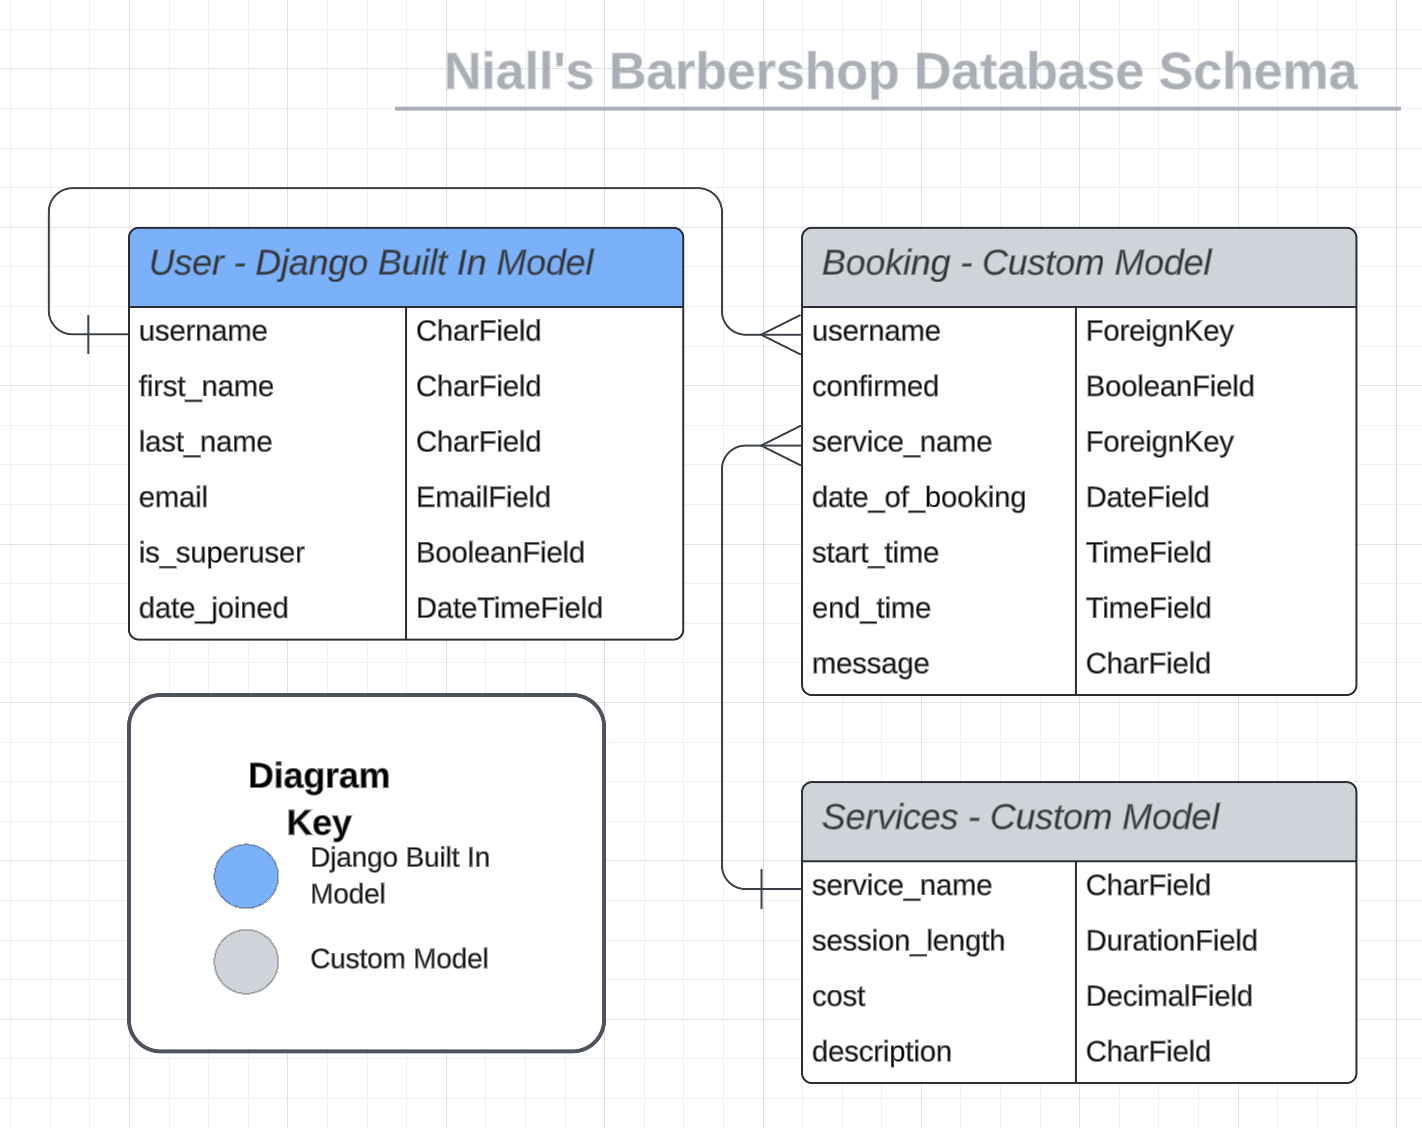 Niall's Barbershop Database Schema
User - Django Built In Model
username CharField
first_name CharField
last_name CharField
email EmailField
is_superuser BooleanField
date_joined DateTimeField
Booking - Custom Model
username ForeignKey
confirmed BooleanField
service_name ForeignKey
date_of_booking DateField
start_time TimeField
end_time TimeField
message CharField
Diagram
Key
Django Built In
Model
Custom Model
Services - Custom Model
service_name CharField
session_length DurationField
cost DecimalField
description CharField